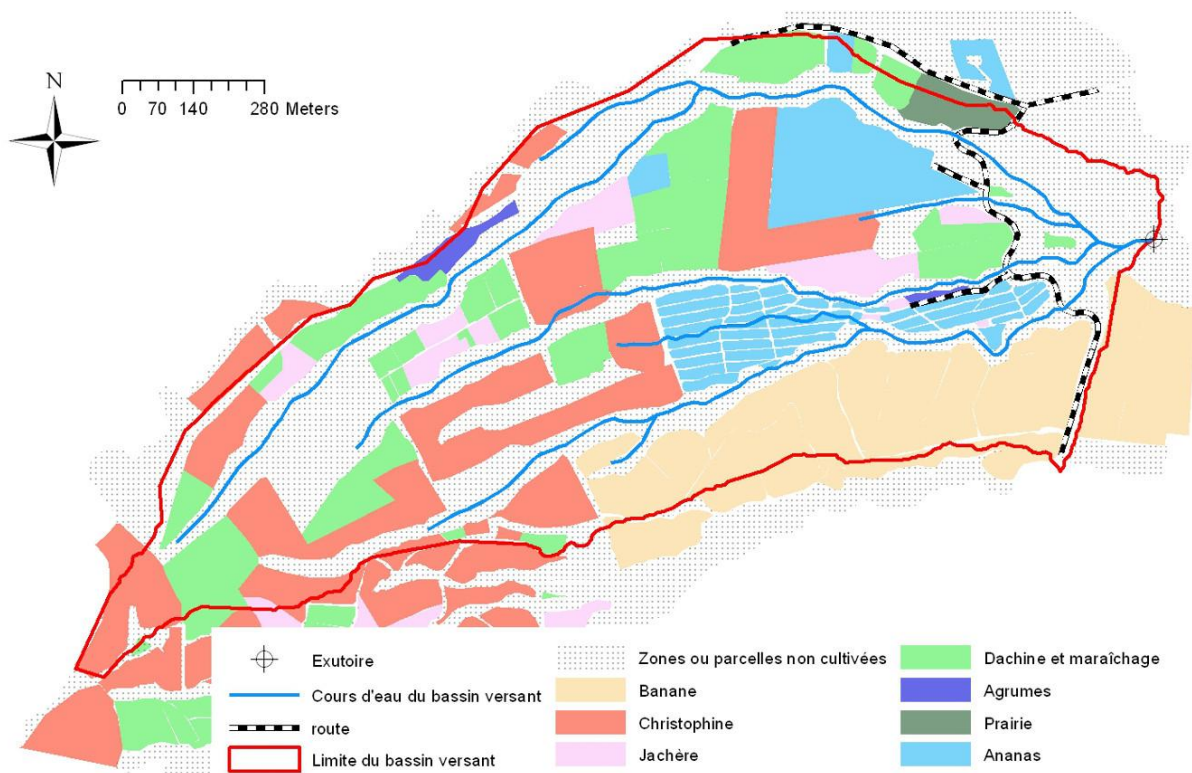 N
0 70 140 280 Meters
Exutoire
Cours d'eau du bassin versant
route
Limite du bassin versant
Zones ou parcelles non cultivées
Banane
Christophine
Jachère
Dachine et maraîchage
Agrumes
Prairie
Ananas